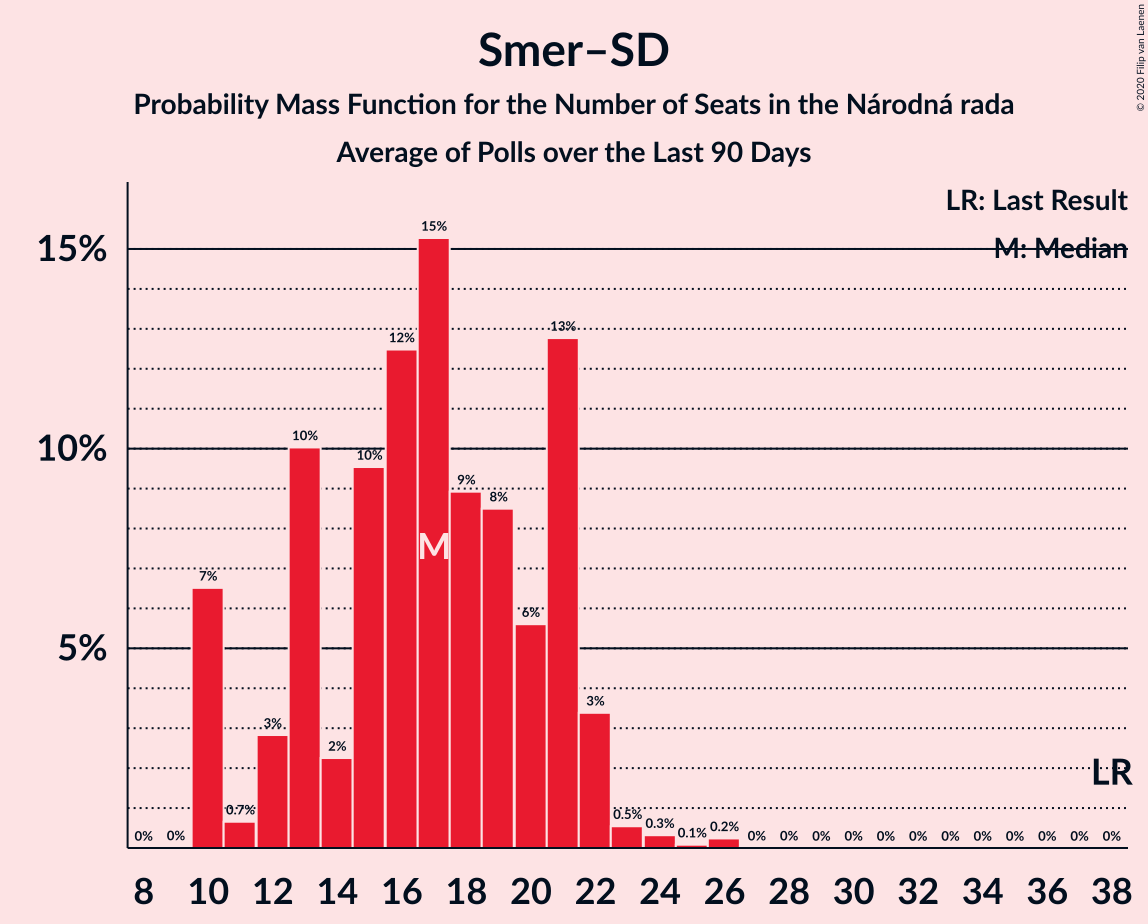 Smer–SD
Probability Mass Function for the Number of Seats in the Národná rada
Average of Polls over the Last 90 Days
© 2020 Filip van Laenen
LR: Last Result
M: Median
15%
10%
5%
0% 0% 7% 0.7% 3% 10% 2% 10% 12% 15% 9% 8% 6% 13% 3% 0.5% 0.3% 0.1% 0.2% 0% 0% 0% 0% 0% 0% 0% 0% 0% 0% 0% 0%
M
LR
8 10 12 14 16 18 20 22 24 26 28 30 32 34 36 38